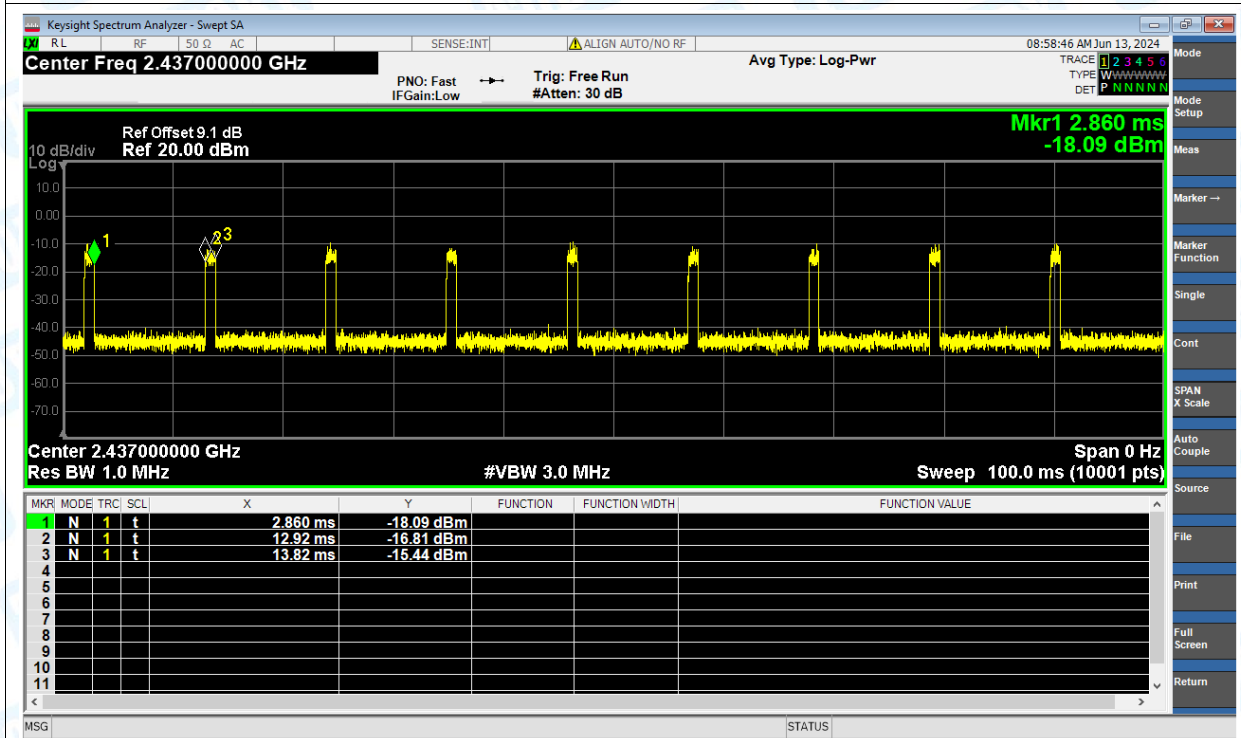 Keysight Spectrum Analyzer - Swept SA
LXI RL RF 50 Ω AC SENSE:INT ALIGN AUTO/NO RF 08:58:46 AM Jun 13, 2024
Center Freq 2.437000000 GHz Avg Type: Log-Pwr TRACE 1 2 3 4 5 6
PNO: Fast Trig: Free Run TYPE WWWWWW
IFGain:Low #Atten: 30 dB DET P N N N N N
Mode
Mode Setup
Meas
Marker →
Marker Function
Single
Cont
SPAN X Scale
Auto Couple
Source
File
Print
Full Screen
Return
Mkr1 2.860 ms
-18.09 dBm
Ref Offset 9.1 dB
10 dB/div Ref 20.00 dBm
Log
10.0
0.00
-10.0
-20.0
-30.0
-40.0
-50.0
-60.0
-70.0
1 2 3
Center 2.437000000 GHz Span 0 Hz
Res BW 1.0 MHz #VBW 3.0 MHz Sweep 100.0 ms (10001 pts)
MKR MODE TRC SCL X Y FUNCTION FUNCTION WIDTH FUNCTION VALUE
1 N 1 t 2.860 ms -18.09 dBm
2 N 1 t 12.92 ms -16.81 dBm
3 N 1 t 13.82 ms -15.44 dBm
4
5
6
7
8
9
10
11
MSG STATUS